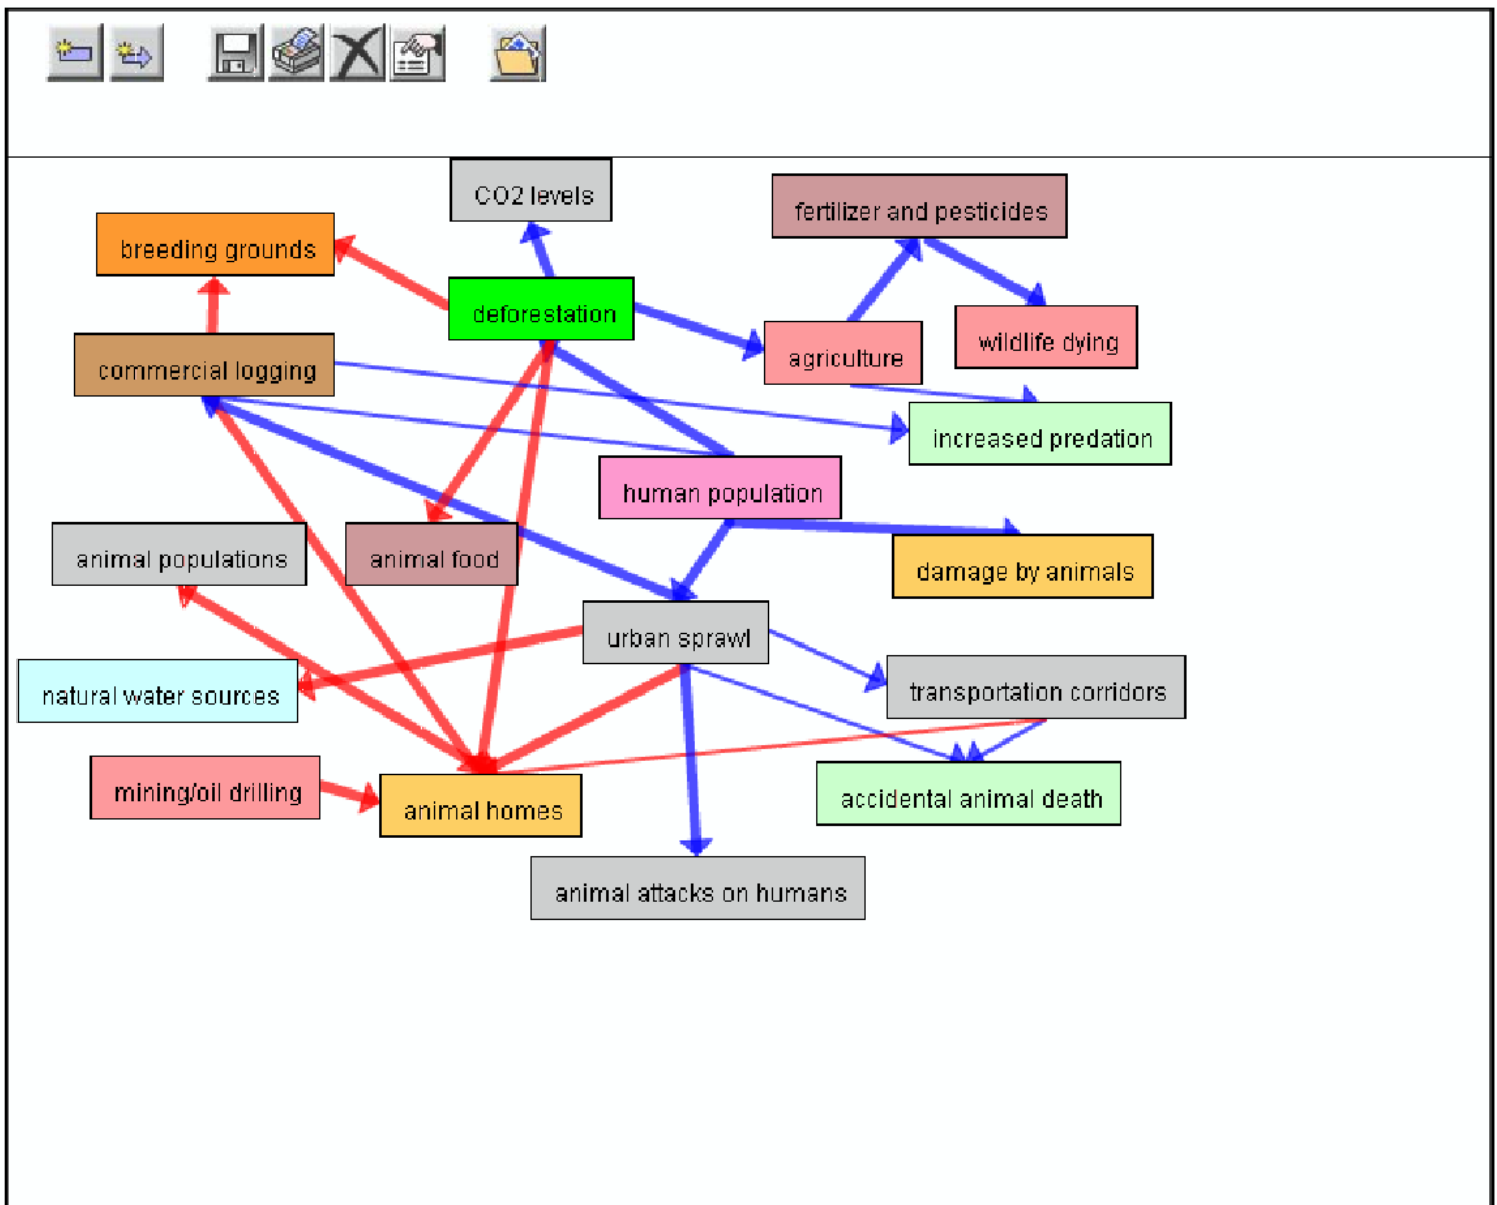 CO2 levels
fertilizer and pesticides
breeding grounds
deforestation
wildlife dying
agriculture
commercial logging
increased predation
human population
animal populations
animal food
damage by animals
urban sprawl
natural water sources
transportation corridors
mining/oil drilling
animal homes
accidental animal death
animal attacks on humans